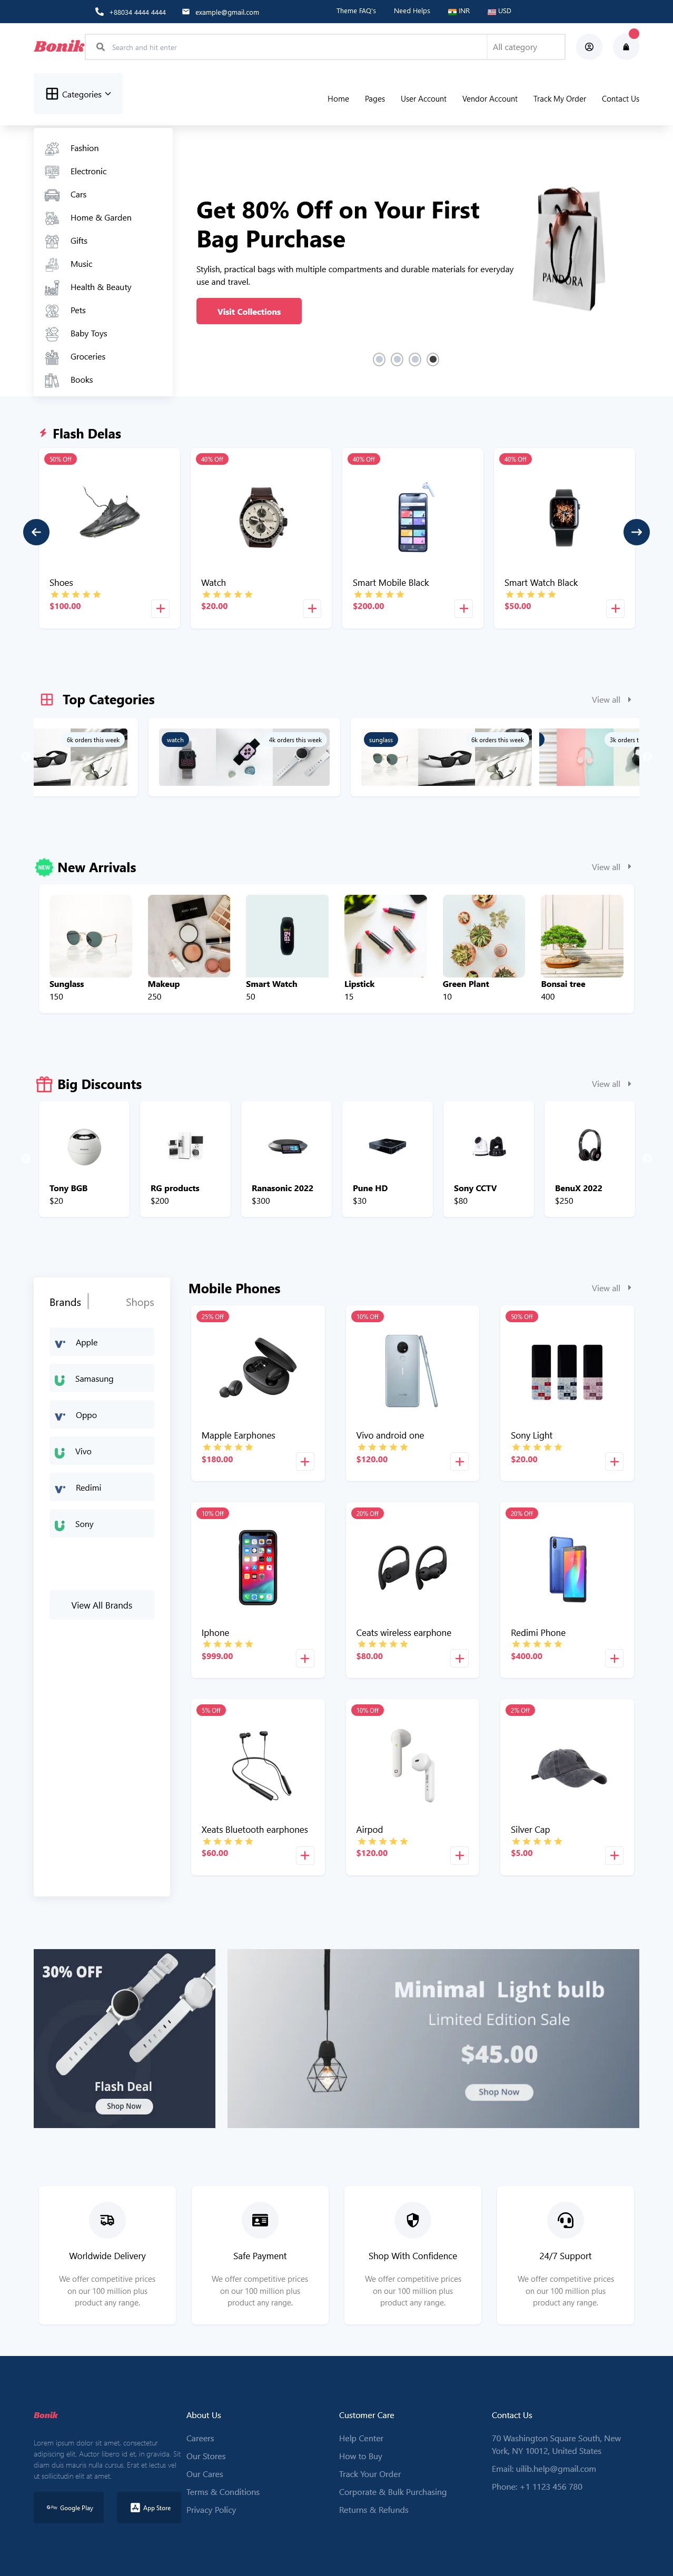 +88034 4444 4444 example@gmail.com Theme FAQ's Need Helps INR USD
Bonik Search and hit enter All category
Categories Home Pages User Account Vendor Account Track My Order Contact Us
Fashion
Electronic
Cars
Home & Garden
Gifts
Music
Health & Beauty
Pets
Baby Toys
Groceries
Books
Get 80% Off on Your First
Bag Purchase
Stylish, practical bags with multiple compartments and durable materials for everyday
use and travel.
Visit Collections
PANDORA
Flash Delas
50% Off 40% Off 40% Off 40% Off
Shoes Watch Smart Mobile Black Smart Watch Black
$100.00 $20.00 $200.00 $50.00
Top Categories View all
6k orders this week watch 4k orders this week sunglass 6k orders this week 3k orders t
NEW New Arrivals View all
Sunglass Makeup Smart Watch Lipstick Green Plant Bonsai tree
150 250 50 15 10 400
Big Discounts View all
Tony BGB RG products Ranasonic 2022 Pune HD Sony CCTV BenuX 2022
$20 $200 $300 $30 $80 $250
Brands Shops
Apple
Samasung
Oppo
Vivo
Redimi
Sony
View All Brands
Mobile Phones View all
25% Off 10% Off 50% Off
Mapple Earphones Vivo android one Sony Light
$180.00 $120.00 $20.00
10% Off 20% Off 20% Off
Iphone Ceats wireless earphone Redimi Phone
$999.00 $80.00 $400.00
5% Off 10% Off 2% Off
Xeats Bluetooth earphones Airpod Silver Cap
$60.00 $120.00 $5.00
30% OFF
Flash Deal
Shop Now
Minimal Light bulb
Limited Edition Sale
$45.00
Shop Now
Worldwide Delivery
We offer competitive prices
on our 100 million plus
product any range.
Safe Payment
We offer competitive prices
on our 100 million plus
product any range.
Shop With Confidence
We offer competitive prices
on our 100 million plus
product any range.
24/7 Support
We offer competitive prices
on our 100 million plus
product any range.
Bonik
Lorem ipsum dolor sit amet, consectetur
adipiscing elit. Auctor libero id et, in gravida. Sit
diam duis mauris nulla cursus. Erat et lectus vel
ut sollicitudin elit at amet.
Google Play App Store
About Us
Careers
Our Stores
Our Cares
Terms & Conditions
Privacy Policy
Customer Care
Help Center
How to Buy
Track Your Order
Corporate & Bulk Purchasing
Returns & Refunds
Contact Us
70 Washington Square South, New
York, NY 10012, United States
Email: uilib.help@gmail.com
Phone: +1 1123 456 780